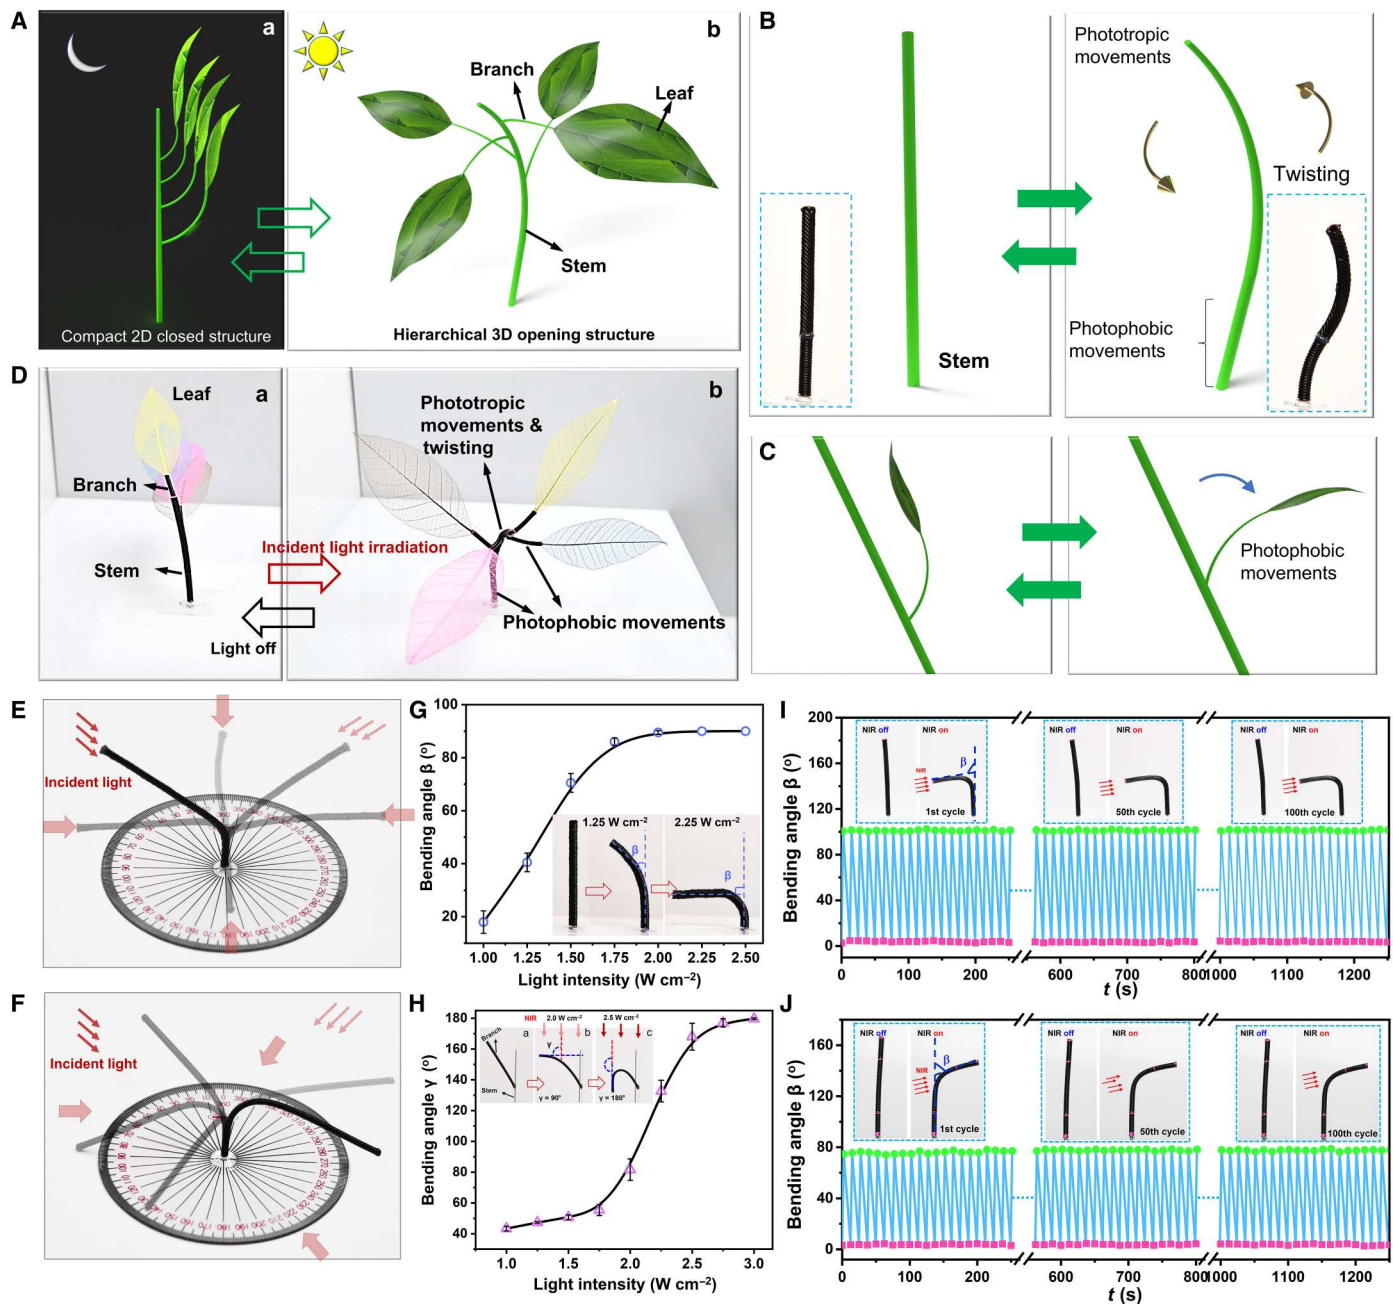 A
a
Compact 2D closed structure
b
Branch
Leaf
Stem
Hierarchical 3D opening structure
B
Stem
Phototropic
movements
Twisting
Photophobic
movements
D
a
Leaf
Branch
Stem
b
Phototropic
movements &
twisting
Incident light irradiation
Light off
Photophobic movements
C
Photophobic
movements
E
Incident light
F
Incident light
G
Bending angle β (º)
100
80
60
40
20
1.25 W cm⁻²
2.25 W cm⁻²
β
β
1.00 1.25 1.50 1.75 2.00 2.25 2.50
Light intensity (W cm⁻²)
H
Bending angle γ (º)
180
160
140
120
100
80
60
40
NIR
2.0 W cm⁻²
2.5 W cm⁻²
Branch
a
b
c
γ
Stem
γ = 90°
γ = 180°
1.0 1.5 2.0 2.5 3.0
Light intensity (W cm⁻²)
I
Bending angle β (º)
200
160
120
80
40
0
NIR off
NIR on
NIR
β
1st cycle
NIR off
NIR on
50th cycle
NIR off
NIR on
100th cycle
0 100 200 600 700 800 1000 1100 1200
t (s)
J
Bending angle β (º)
160
120
80
40
0
NIR off
NIR on
NIR
β
1st cycle
NIR off
NIR on
50th cycle
NIR off
NIR on
100th cycle
0 100 200 600 700 800 1000 1100 1200
t (s)